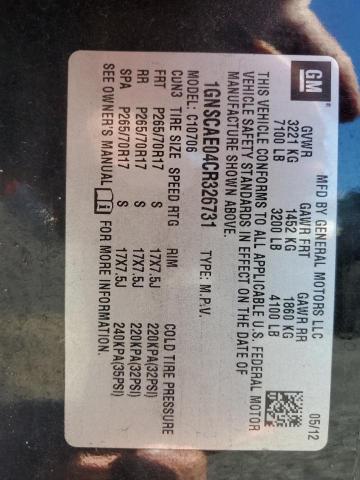 GM
MFD BY GENERAL MOTORS LLC 05/12
GVWR GAWR FRT GAWR RR
3221 KG 1452 KG 1860 KG
7100 LB 3200 LB 4100 LB
THIS VEHICLE CONFORMS TO ALL APPLICABLE U.S. FEDERAL MOTOR
VEHICLE SAFETY STANDARDS IN EFFECT ON THE DATE OF
MANUFACTURE SHOWN ABOVE.
1GNSCAE04CR326731 TYPE: M.P.V.
MODEL: C10706
CUN3 TIRE SIZE SPEED RTG RIM COLD TIRE PRESSURE
FRT P265/70R17 S 17X7.5J 220KPA(32PSI)
RR P265/70R17 S 17X7.5J 220KPA(32PSI)
SPA P265/70R17 S 17X7.5J 240KPA(35PSI)
SEE OWNER'S MANUAL FOR MORE INFORMATION.